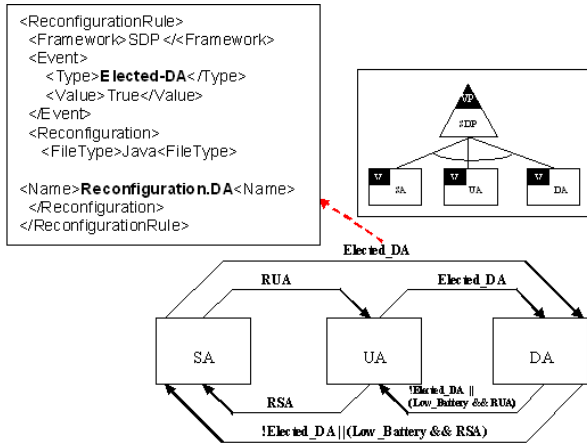 <ReconfigurationRule>
<Framework>SDP</<Framework>
<Event>
<Type>Elected-DA</Type>
<Value>True</Value>
</Event>
<Reconfiguration>
<FileType>Java<FileType>
<Name>Reconfiguration.DA<Name>
</Reconfiguration>
</ReconfigurationRule>
VP
SDP
V
SA
V
UA
V
DA
Elected_DA
RUA
Elected_DA
SA
UA
DA
RSA
!Elected_DA ||
(Low_Battery && RUA)
!Elected_DA||(Low_Battery && RSA)